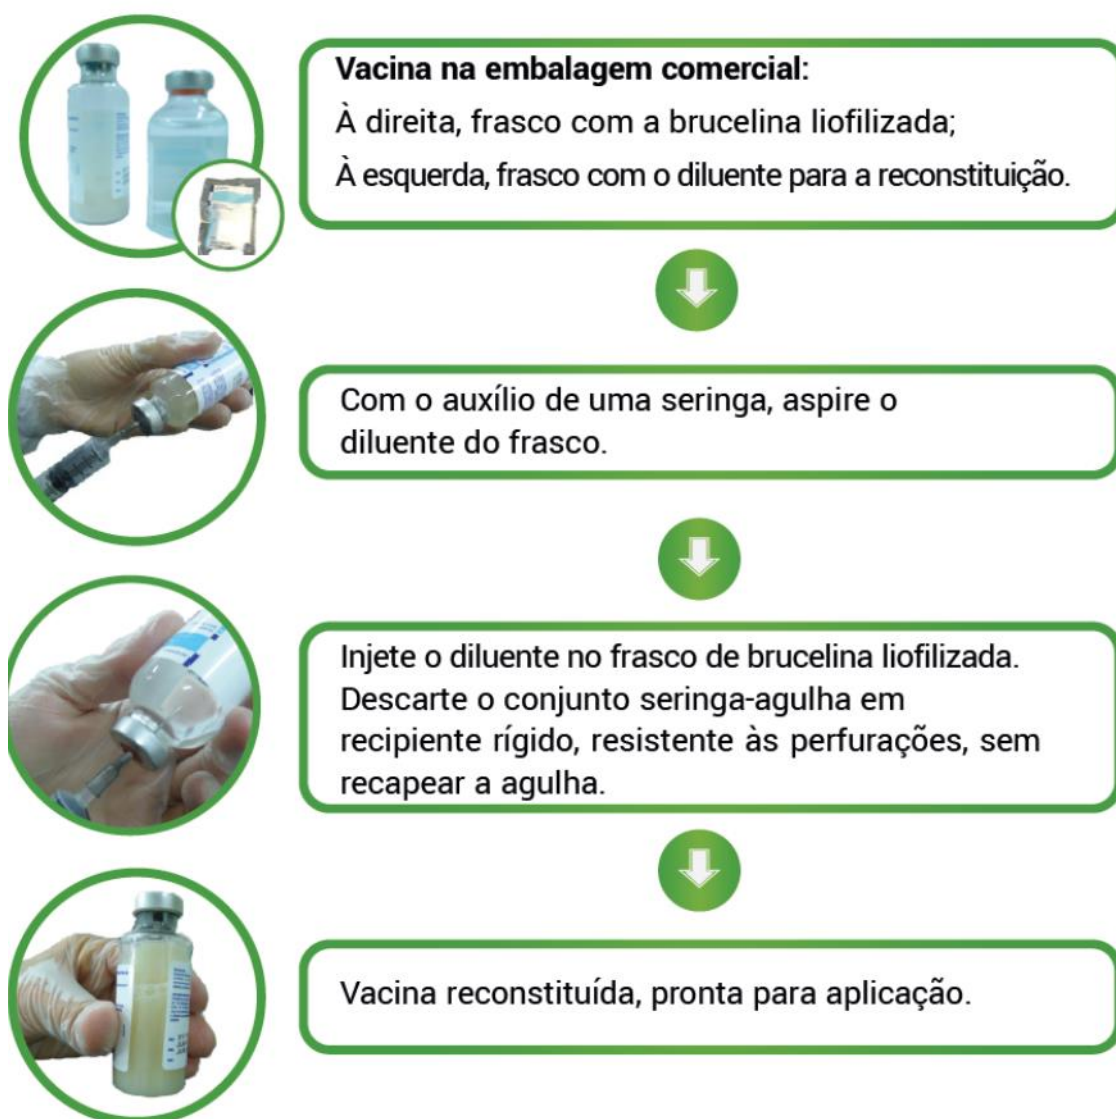 Vacina na embalagem comercial:
À direita, frasco com a brucelina liofilizada;
À esquerda, frasco com o diluente para a reconstituição.
Com o auxílio de uma seringa, aspire o
diluente do frasco.
Injete o diluente no frasco de brucelina liofilizada.
Descarte o conjunto seringa-agulha em
recipiente rígido, resistente às perfurações, sem
recapear a agulha.
Vacina reconstituída, pronta para aplicação.